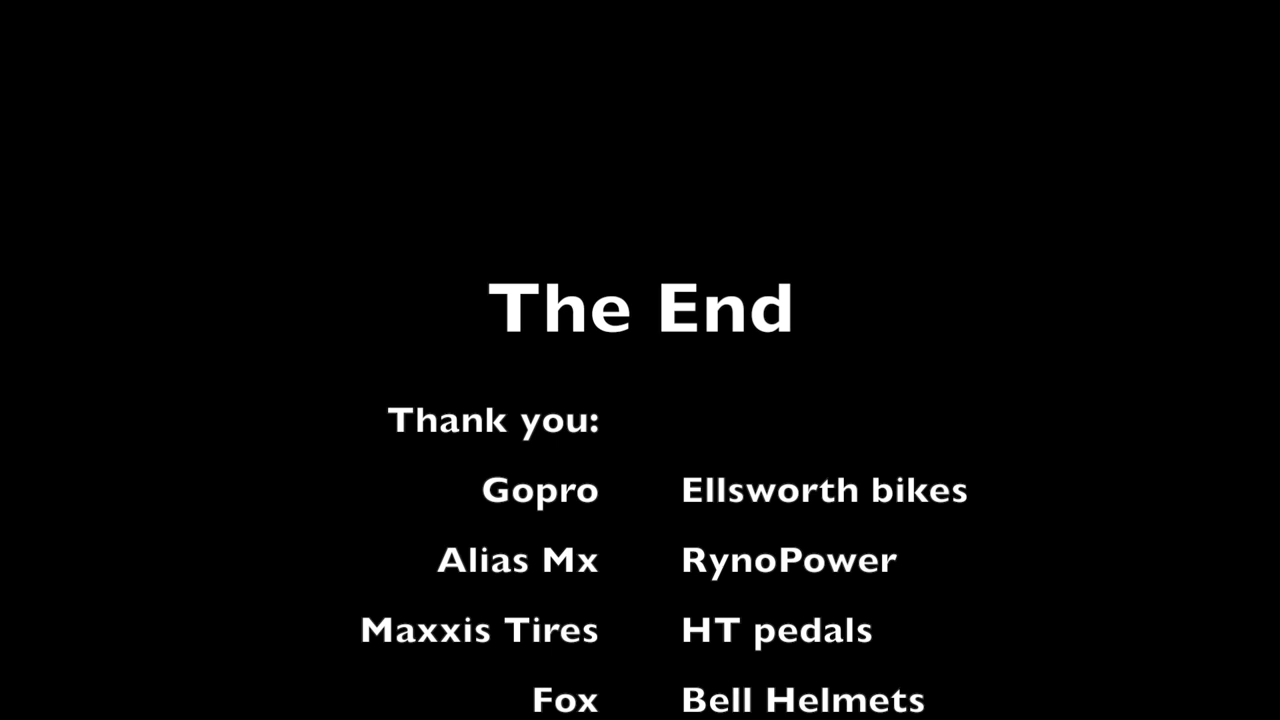 The End
Thank you:
Gopro Ellsworth bikes
Alias Mx RynoPower
Maxxis Tires HT pedals
Fox Bell Helmets